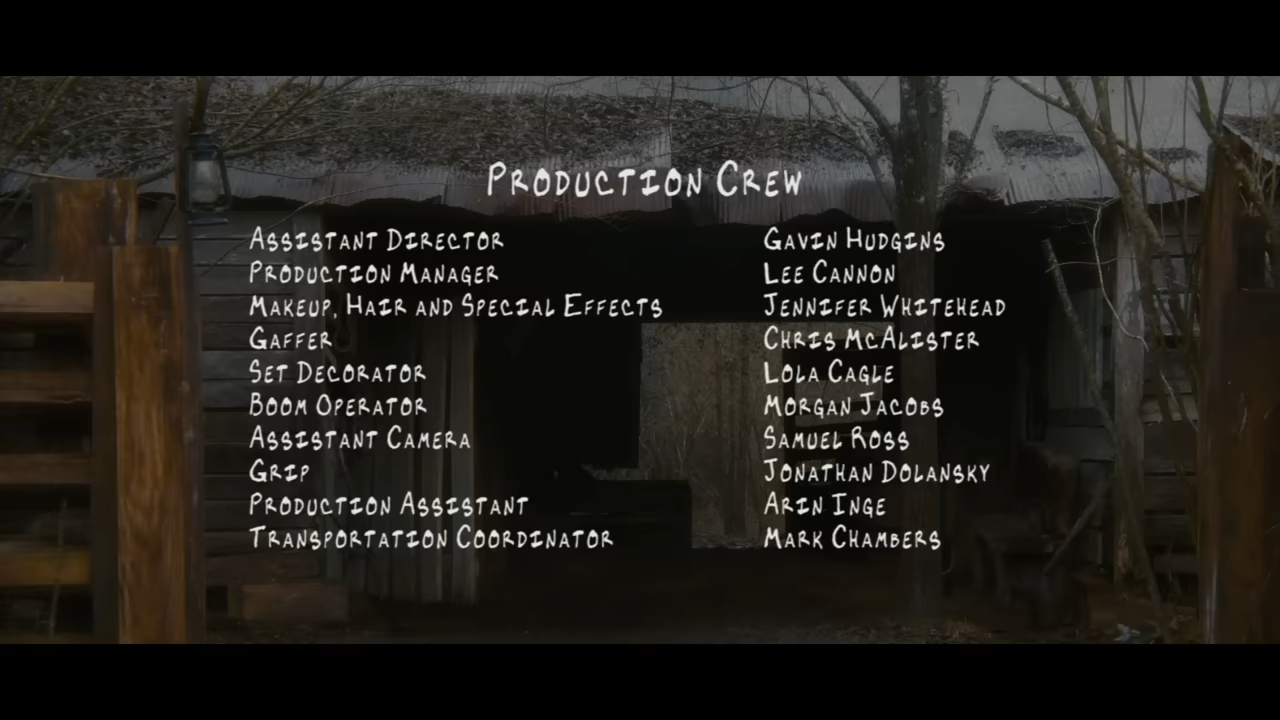 Production Crew
Assistant Director Gavin Hudgins
Production Manager Lee Cannon
Makeup, Hair and Special Effects Jennifer Whitehead
Gaffer Chris McAlister
Set Decorator Lola Cagle
Boom Operator Morgan Jacobs
Assistant Camera Samuel Ross
Grip Jonathan Dolansky
Production Assistant Arin Inge
Transportation Coordinator Mark Chambers